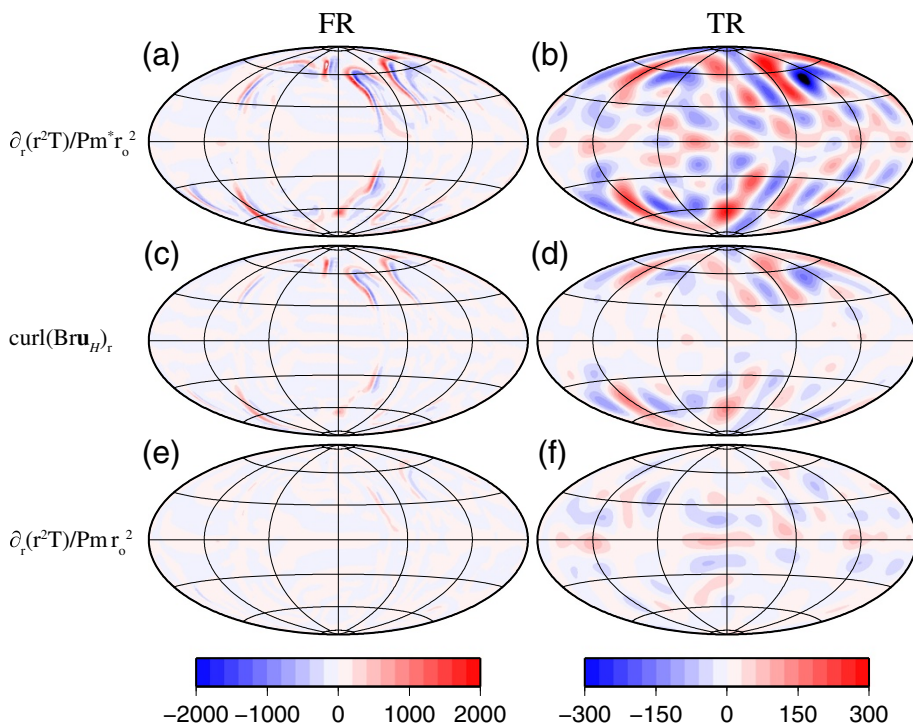 FR TR
(a) (b)
∂r(r²T)/Pm*ro²
(c) (d)
curl(Bru_H)r
(e) (f)
∂r(r²T)/Pm ro²
−2000 −1000 0 1000 2000
−300 −150 0 150 300